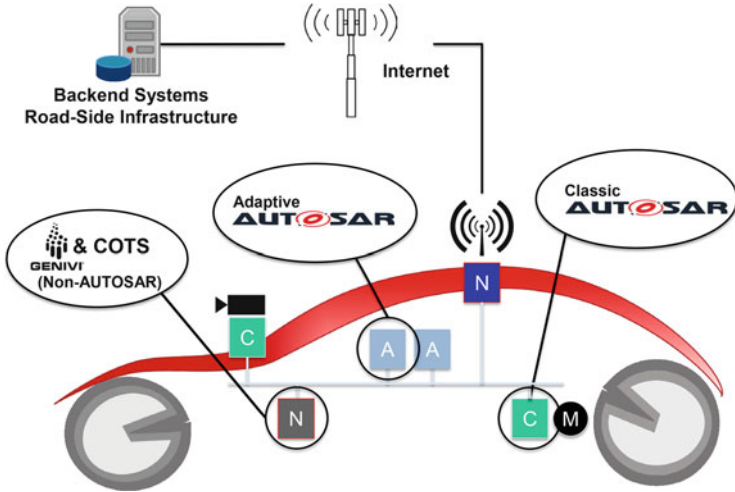 Backend Systems
Road-Side Infrastructure
Internet
Adaptive
AUTOSAR
Classic
AUTOSAR
& COTS
GENIVI
(Non-AUTOSAR)
N
C
A
A
N
C
M